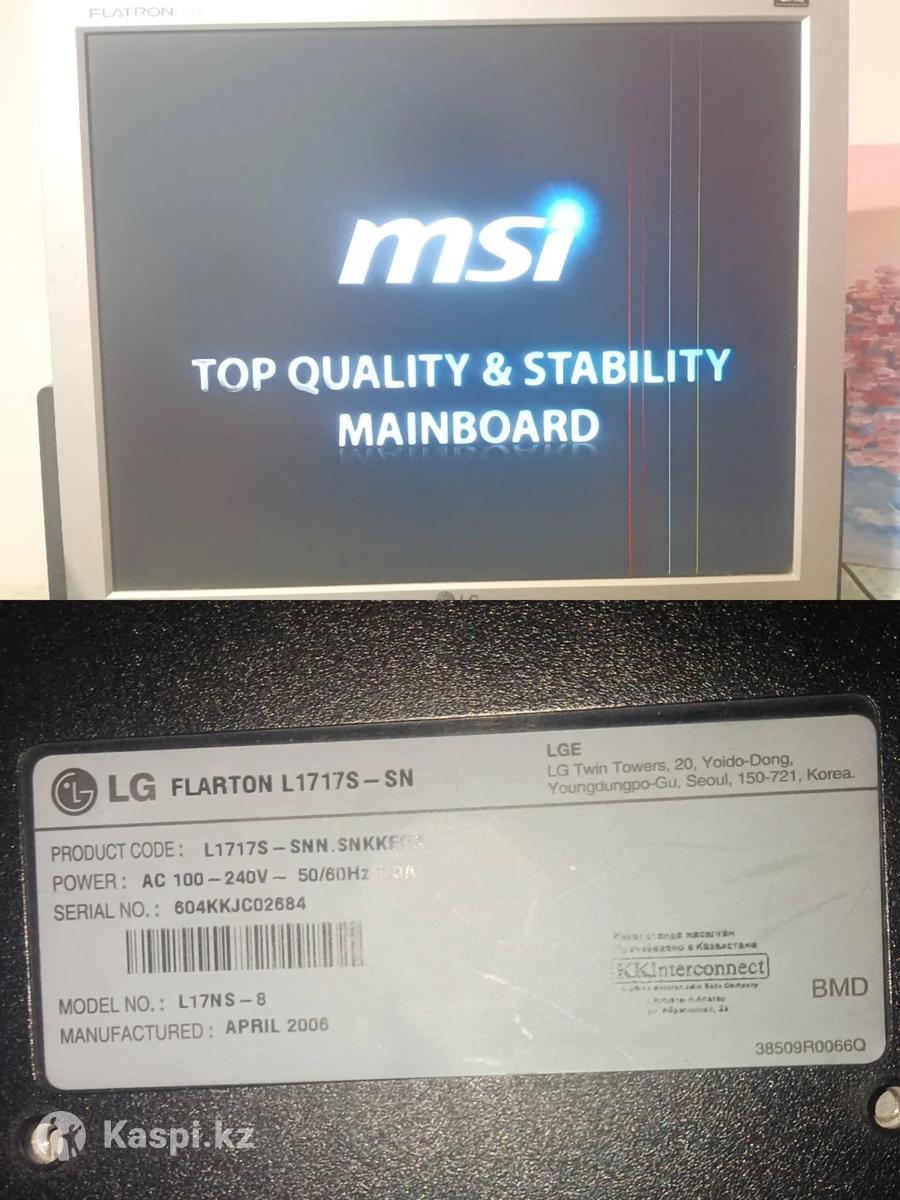 FLATRON
msi
TOP QUALITY & STABILITY
MAINBOARD
LG
LG FLARTON L1717S-SN
LGE
LG Twin Towers, 20, Yoido-Dong,
Youngdungpo-Gu, Seoul, 150-721, Korea.
PRODUCT CODE: L1717S-SNN.SNKKE
POWER: AC 100-240V~ 50/60Hz
SERIAL NO.: 604KKJC02684
MODEL NO.: L17NS-8
MANUFACTURED: APRIL 2006
в Казахстане
KKInterconnect
BMD
38509R0066Q
Kaspi.kz